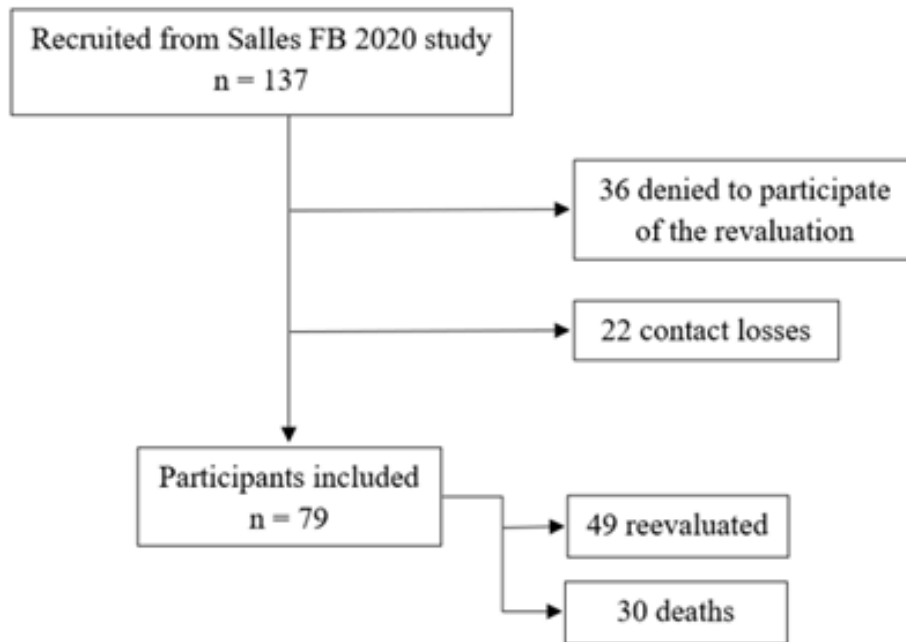 Recruited from Salles FB 2020 study
n = 137
36 denied to participate
of the revaluation
22 contact losses
Participants included
n = 79
49 reevaluated
30 deaths